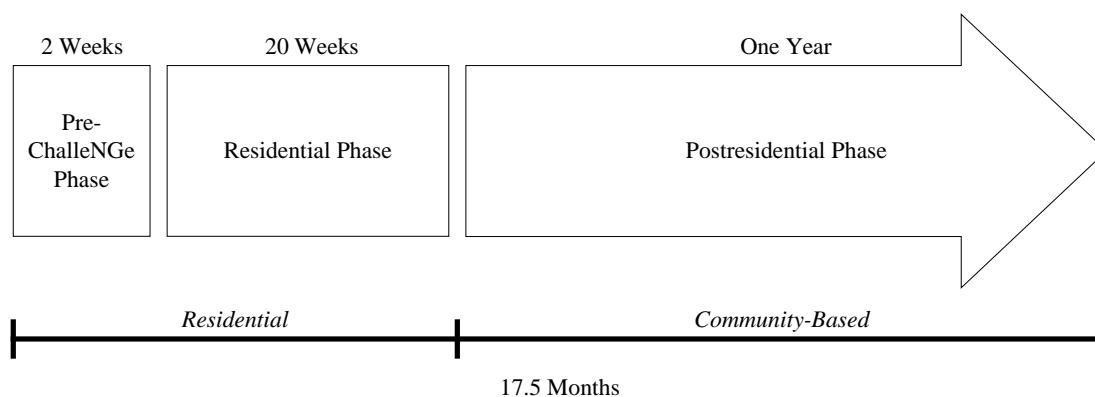 2 Weeks
20 Weeks
One Year
Pre-
ChalleNGe
Phase
Residential Phase
Postresidential Phase
Residential
Community-Based
17.5 Months